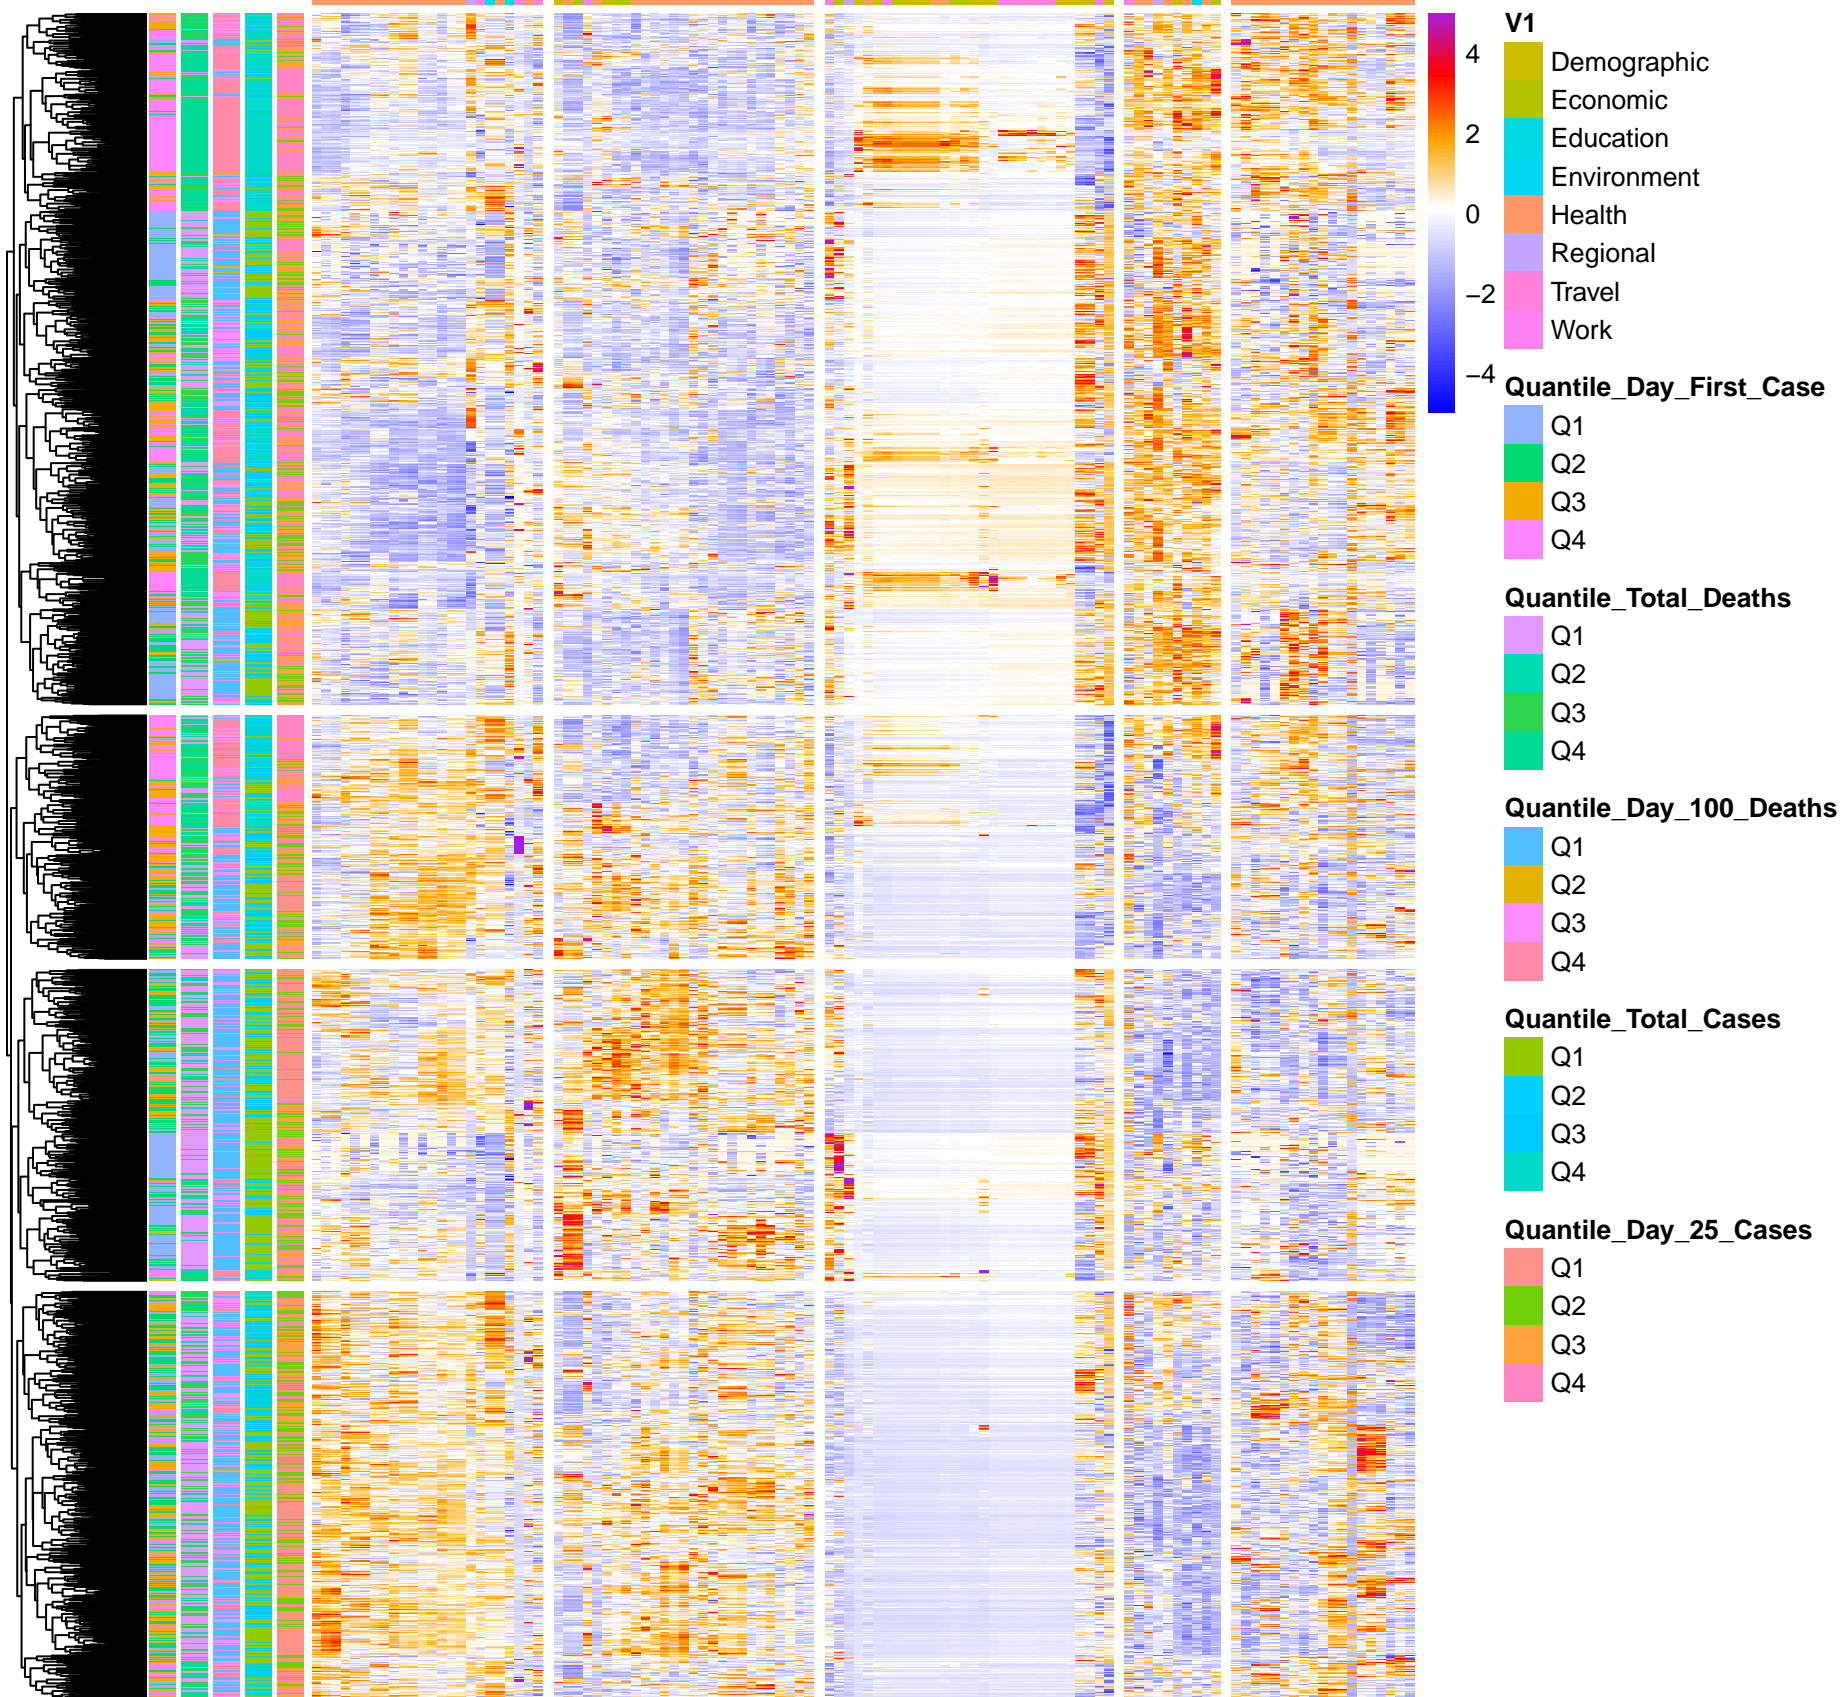 4
2
0
−2
−4
V1
Demographic
Economic
Education
Environment
Health
Regional
Travel
Work
Quantile_Day_First_Case
Q1
Q2
Q3
Q4
Quantile_Total_Deaths
Q1
Q2
Q3
Q4
Quantile_Day_100_Deaths
Q1
Q2
Q3
Q4
Quantile_Total_Cases
Q1
Q2
Q3
Q4
Quantile_Day_25_Cases
Q1
Q2
Q3
Q4